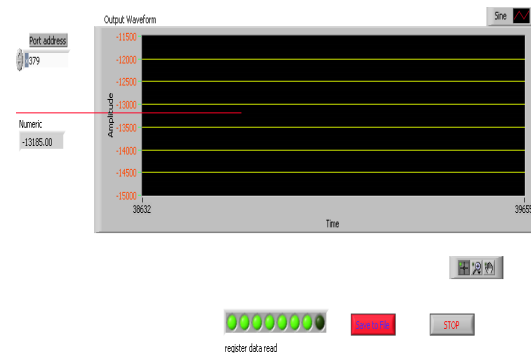 Output Waveform
Sine
Port address
379
Numeric
-13185.00
Amplitude
-11500
-12000
-12500
-13000
-13500
-14000
-14500
-15000
38632
39655
Time
Save to File
STOP
register data read